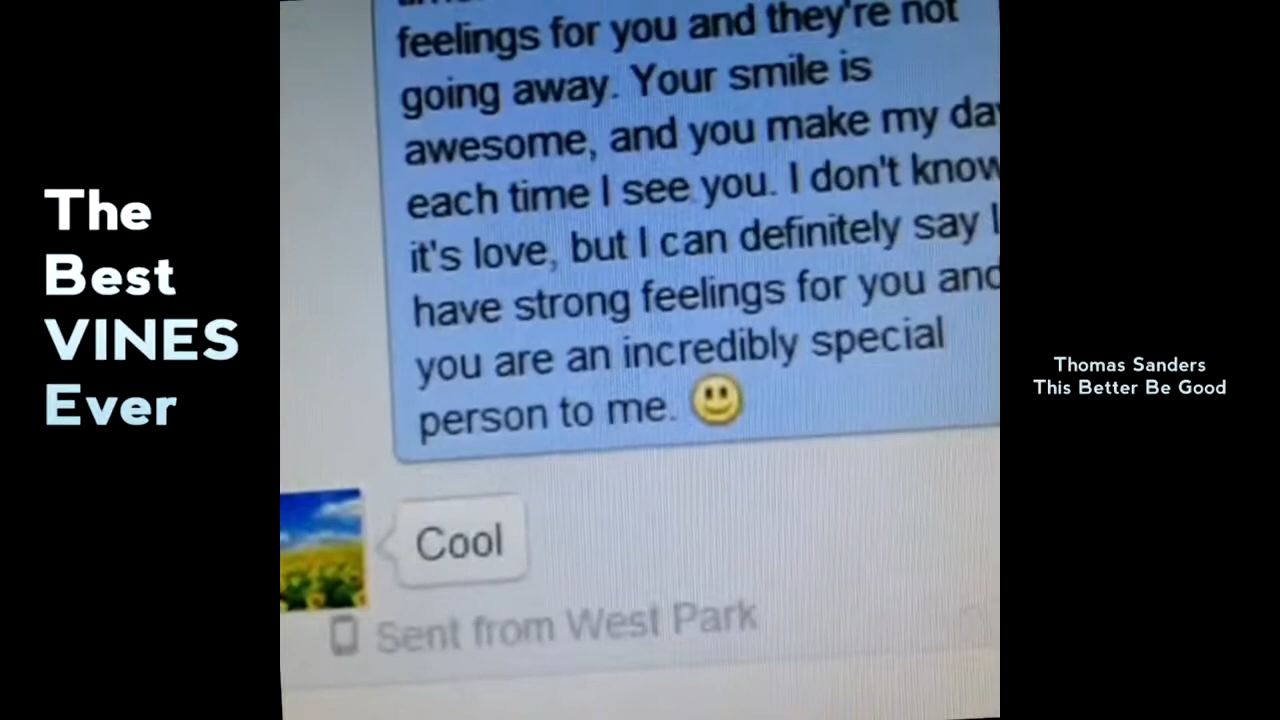 The
Best
VINES
Ever
feelings for you and they're not
going away. Your smile is
awesome, and you make my
each time I see you. I don't know
it's love, but I can definitely say I
have strong feelings for you and
you are an incredibly special
person to me.
Cool
Sent from West Park
Thomas Sanders
This Better Be Good